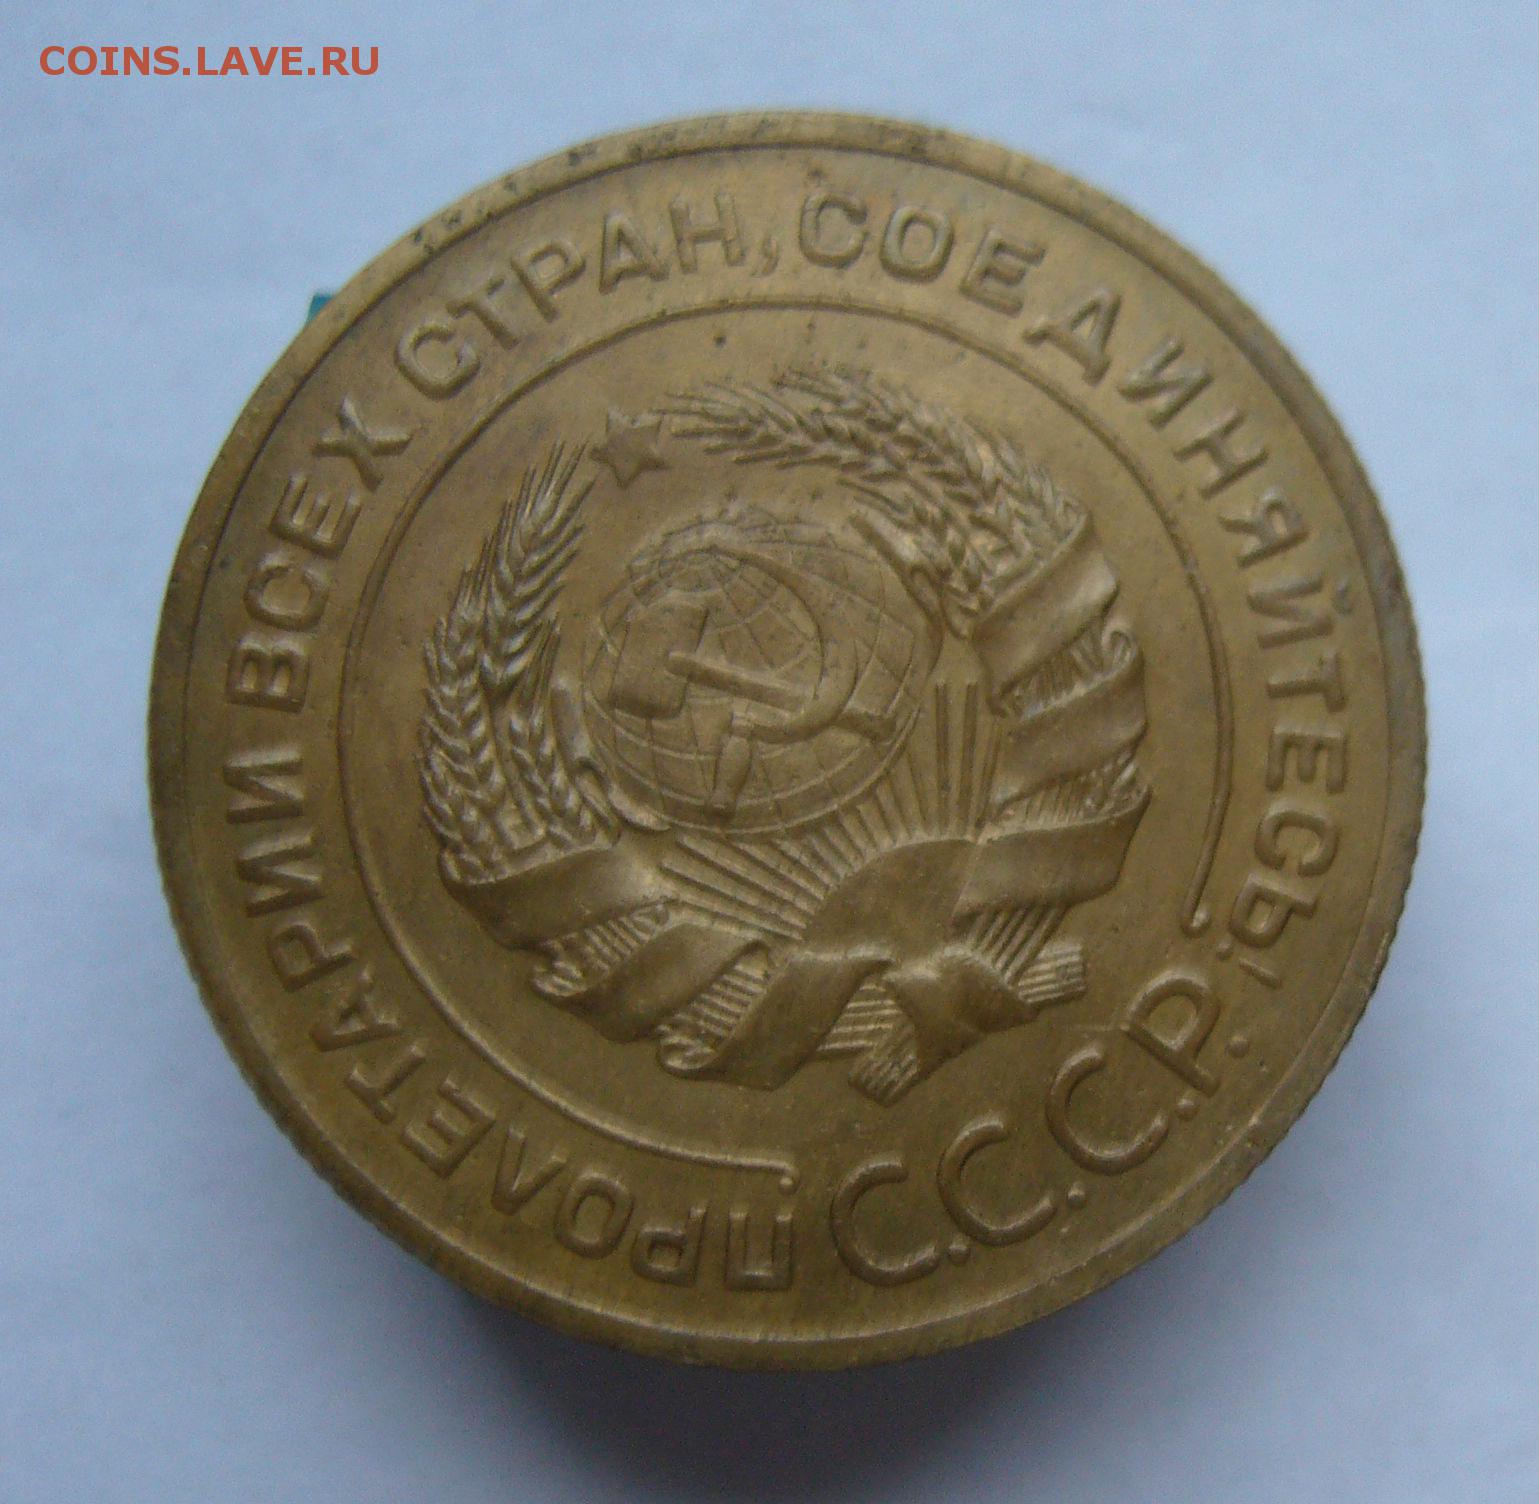 COINS.LAVE.RU
ПРОЛЕТАРИИ ВСЕХ СТРАН, СОЕДИНЯЙТЕСЬ!
С.С.С.Р.